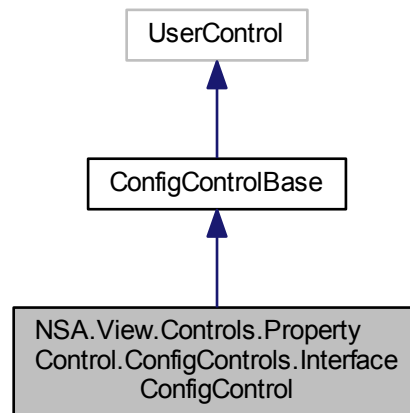 UserControl
ConfigControlBase
NSA.View.Controls.Property
Control.ConfigControls.Interface
ConfigControl